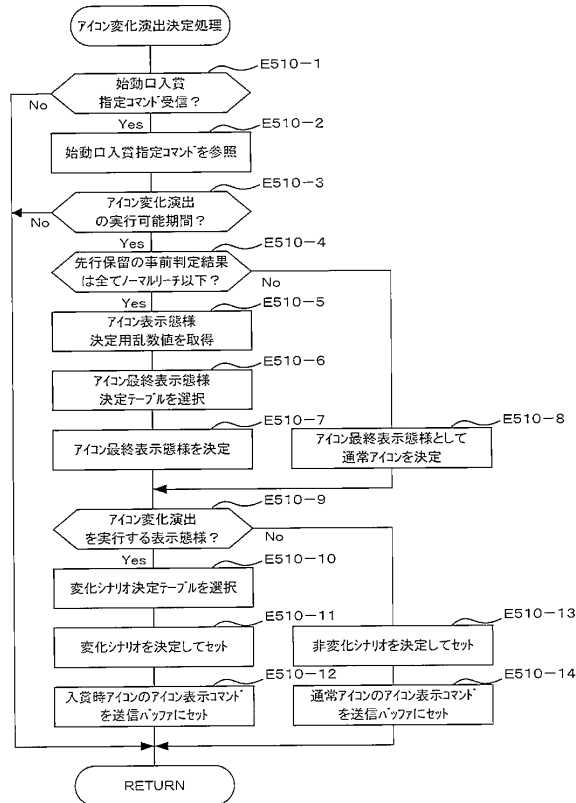 アイコン変化演出決定処理
E510-1
始動口入賞
指定コマンド受信?
No
Yes
E510-2
始動口入賞指定コマンドを参照
E510-3
アイコン変化演出
の実行可能期間?
No
Yes
E510-4
先行保留の事前判定結果
は全てノーマルリーチ以下?
No
Yes
E510-5
アイコン表示態様
決定用乱数値を取得
E510-6
アイコン最終表示態様
決定テーブルを選択
E510-7
アイコン最終表示態様を決定
E510-8
アイコン最終表示態様として
通常アイコンを決定
E510-9
アイコン変化演出
を実行する表示態様?
No
Yes
E510-10
変化シナリオ決定テーブルを選択
E510-11
変化シナリオを決定してセット
E510-13
非変化シナリオを決定してセット
E510-12
入賞時アイコンのアイコン表示コマンド
を送信バッファにセット
E510-14
通常アイコンのアイコン表示コマンド
を送信バッファにセット
RETURN